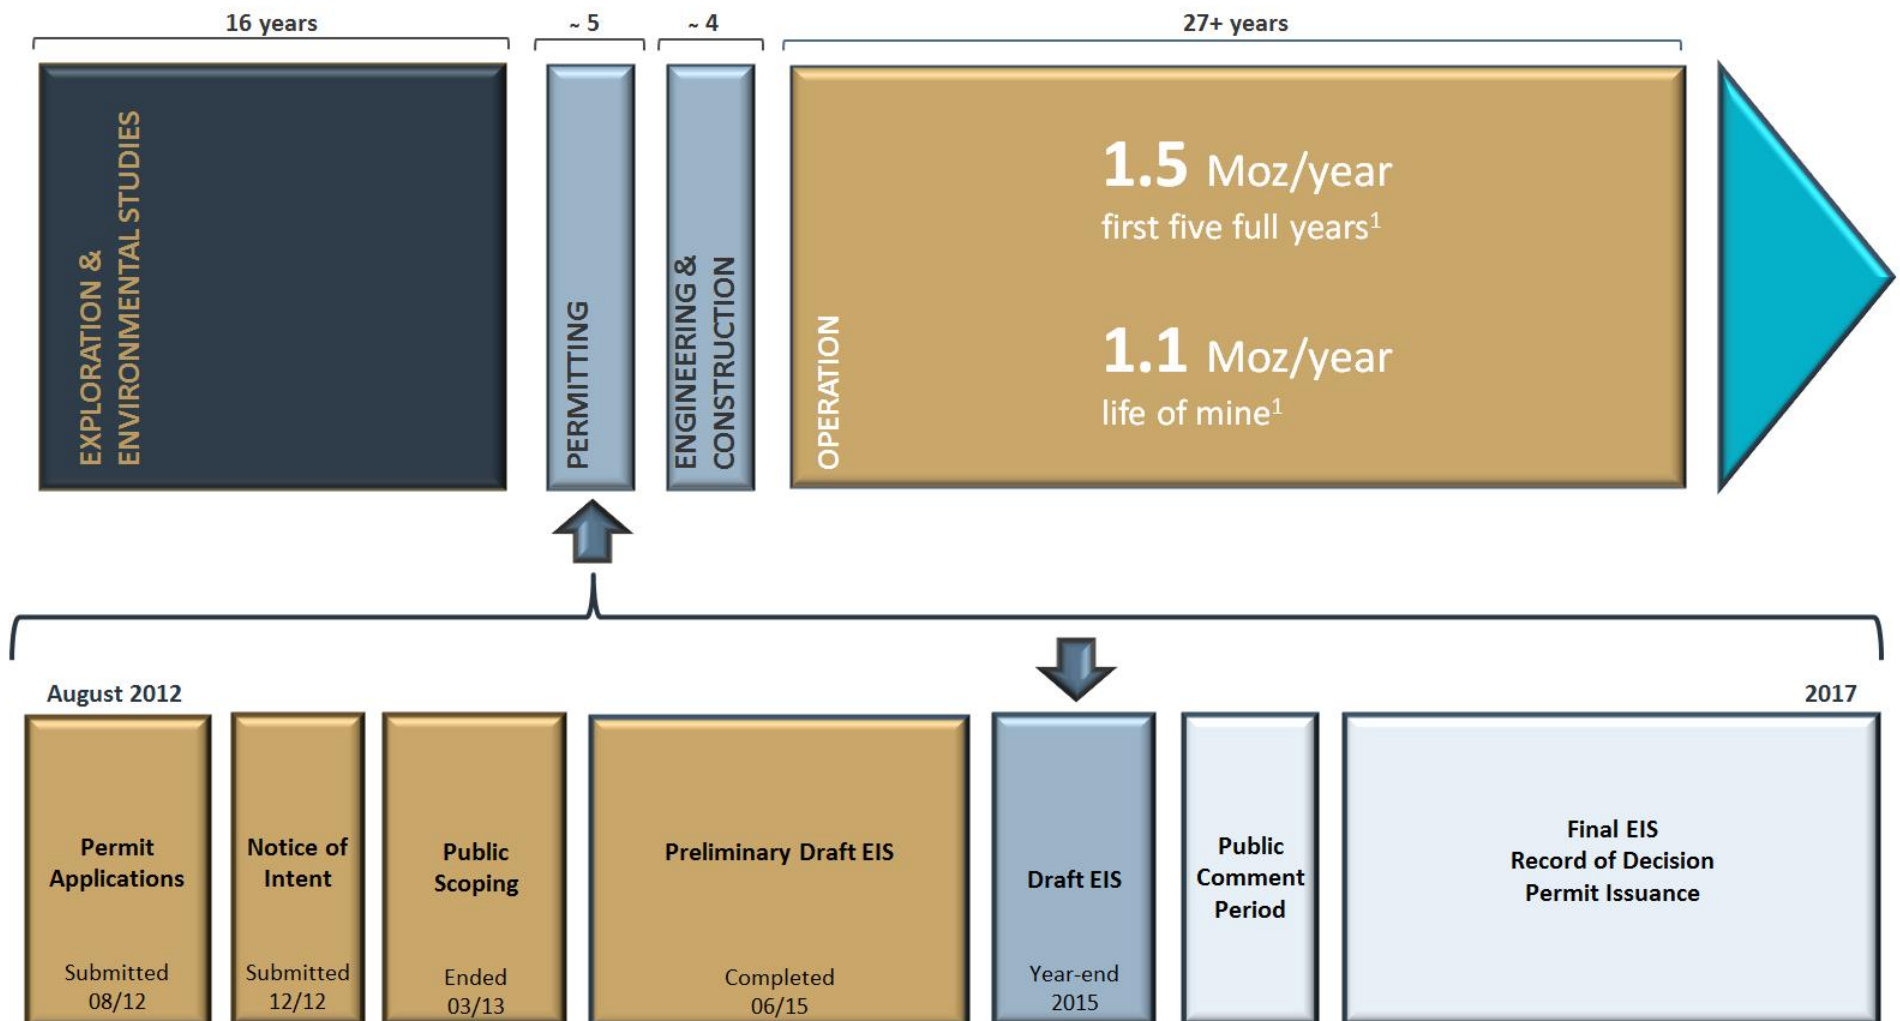 16 years
~ 5
~ 4
27+ years
EXPLORATION &
ENVIRONMENTAL STUDIES
PERMITTING
ENGINEERING &
CONSTRUCTION
OPERATION
1.5 Moz/year
first five full years¹
1.1 Moz/year
life of mine¹
August 2012
2017
Permit
Applications
Submitted
08/12
Notice of
Intent
Submitted
12/12
Public
Scoping
Ended
03/13
Preliminary Draft EIS
Completed
06/15
Draft EIS
Year-end
2015
Public
Comment
Period
Final EIS
Record of Decision
Permit Issuance